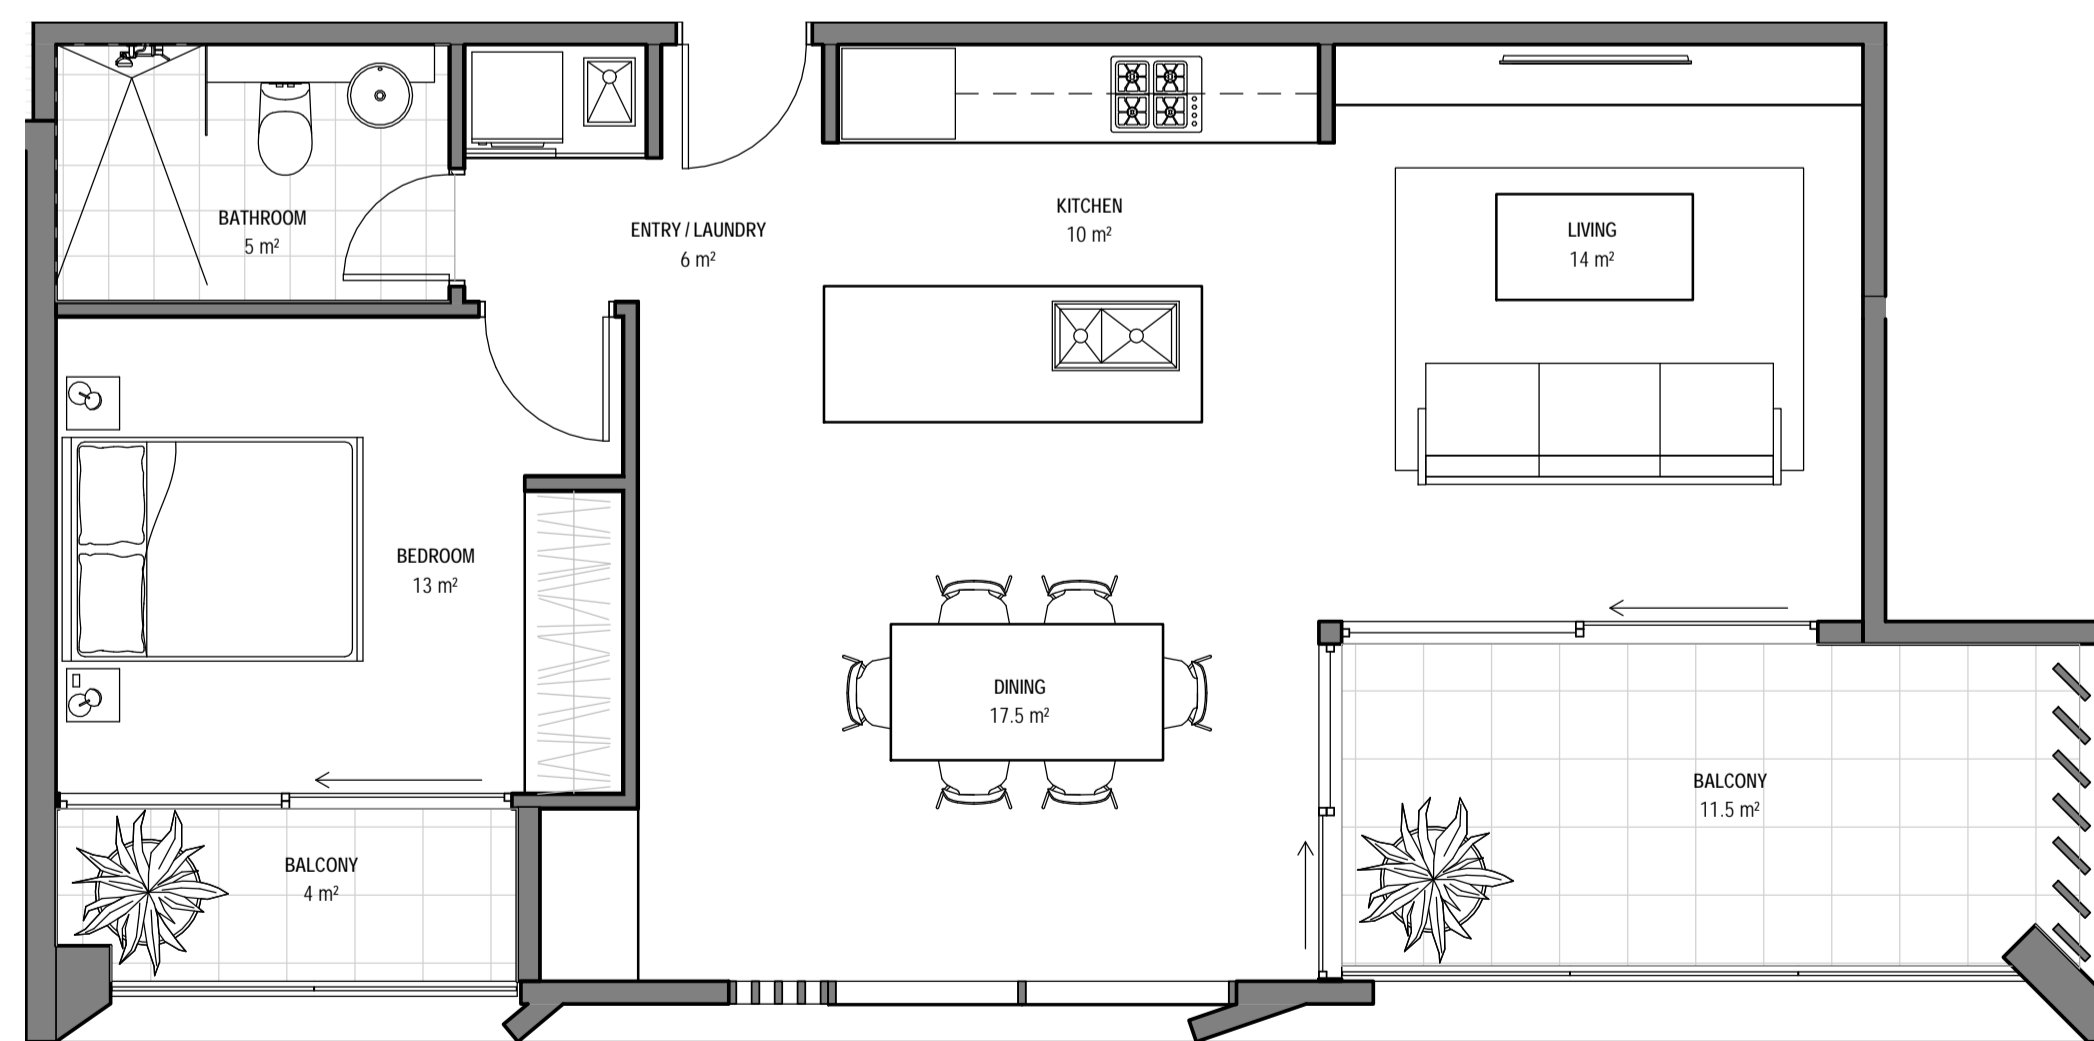 BATHROOM
5 m²
ENTRY / LAUNDRY
6 m²
KITCHEN
10 m²
LIVING
14 m²
BEDROOM
13 m²
DINING
17.5 m²
BALCONY
11.5 m²
BALCONY
4 m²